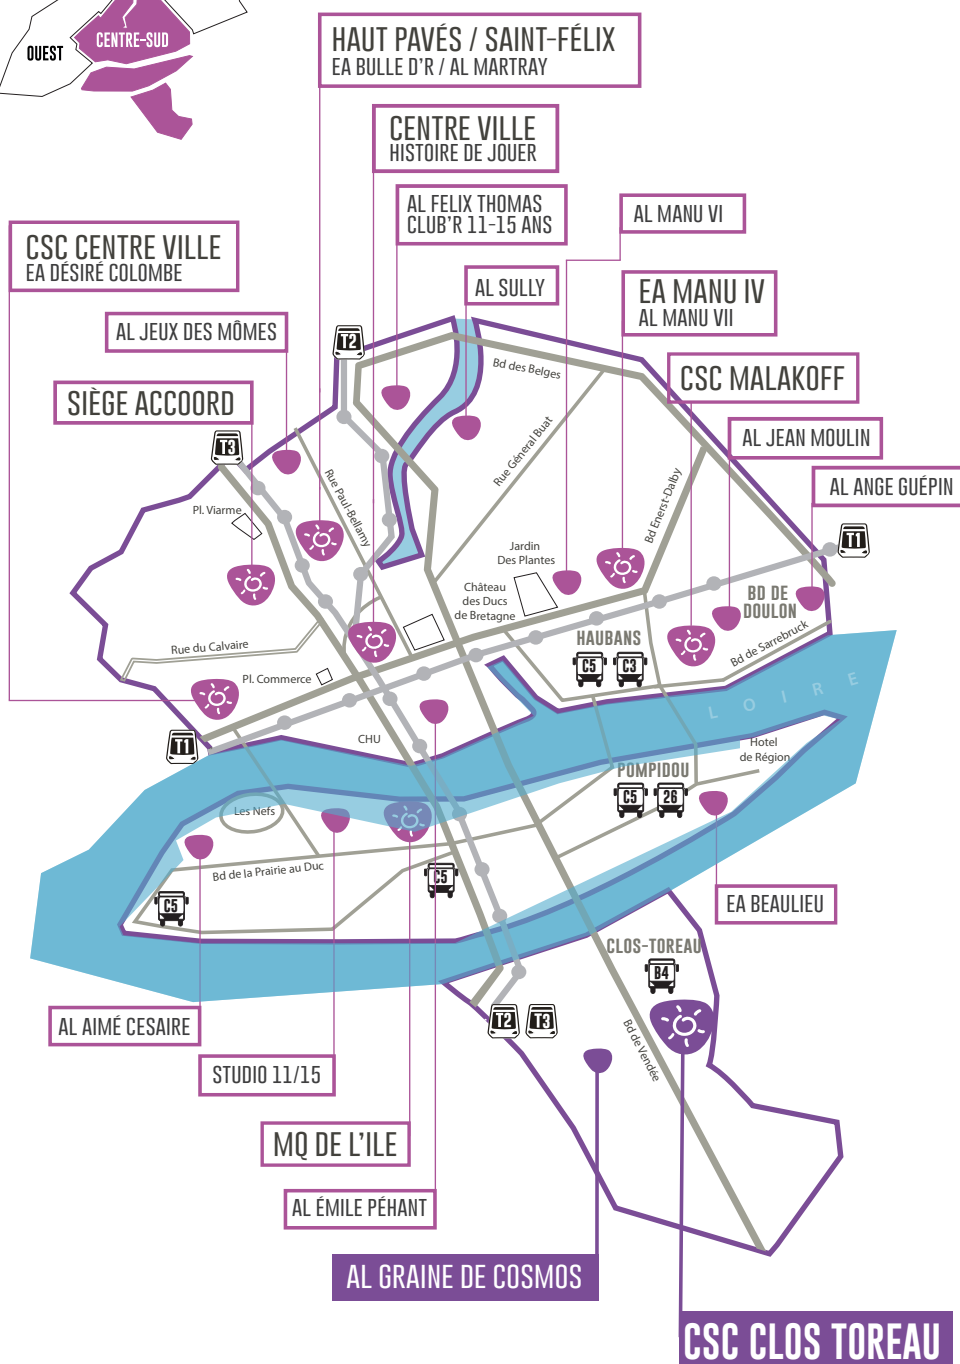 OUEST
CENTRE-SUD
HAUT PAVÉS / SAINT-FÉLIX
EA BULLE D'R / AL MARTRAY
CENTRE VILLE
HISTOIRE DE JOUER
AL FELIX THOMAS
CLUB'R 11-15 ANS
AL MANU VI
CSC CENTRE VILLE
EA DÉSIRÉ COLOMBE
AL SULLY
EA MANU IV
AL MANU VII
AL JEUX DES MÔMES
T2
Bd des Belges
CSC MALAKOFF
SIÈGE ACCOORD
AL JEAN MOULIN
T3
Rue Géneral Buat
AL ANGE GUÉPIN
Rue Paul-Bellamy
Bd Enerst-Dalby
Pl. Viarme
T1
Jardin
Des Plantes
Château
des Ducs
de Bretagne
BD DE
DOULON
HAUBANS
C5
C3
Bd de Sarrebruck
Rue du Calvaire
Pl. Commerce
LOIRE
T1
CHU
Hotel
de Région
POMPIDOU
C5
26
Les Nefs
Bd de la Prairie au Duc
C5
C5
EA BEAULIEU
CLOS-TOREAU
B4
AL AIMÉ CESAIRE
T2
T3
Bd de Vendée
STUDIO 11/15
MQ DE L'ILE
AL ÉMILE PÉHANT
AL GRAINE DE COSMOS
CSC CLOS TOREAU